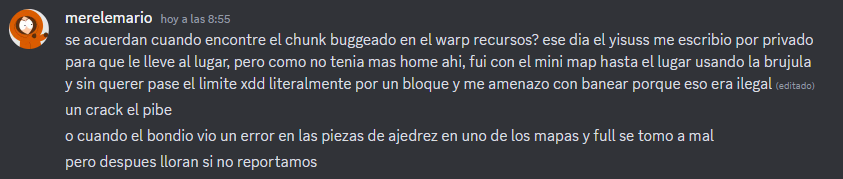 merelemario hoy a las 8:55
se acuerdan cuando encontre el chunk buggeado en el warp recursos? ese dia el yisuss me escribio por privado
para que le lleve al lugar, pero como no tenia mas home ahi, fui con el mini map hasta el lugar usando la brujula
y sin querer pase el limite xdd literalmente por un bloque y me amenazo con banear porque eso era ilegal (editado)
un crack el pibe
o cuando el bondio vio un error en las piezas de ajedrez en uno de los mapas y full se tomo a mal
pero despues lloran si no reportamos